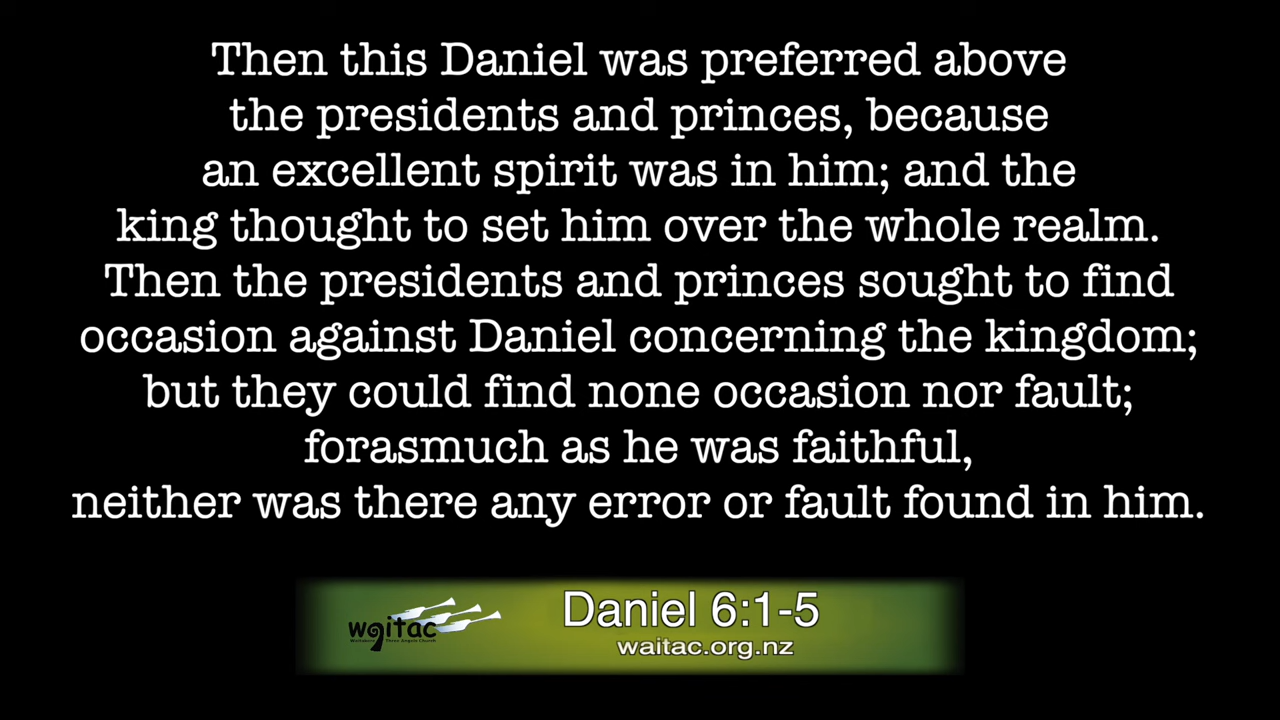 Then this Daniel was preferred above
the presidents and princes, because
an excellent spirit was in him; and the
king thought to set him over the whole realm.
Then the presidents and princes sought to find
occasion against Daniel concerning the kingdom;
but they could find none occasion nor fault;
forasmuch as he was faithful,
neither was there any error or fault found in him.
waitac
Three Angels Church
Daniel 6:1-5
waitac.org.nz